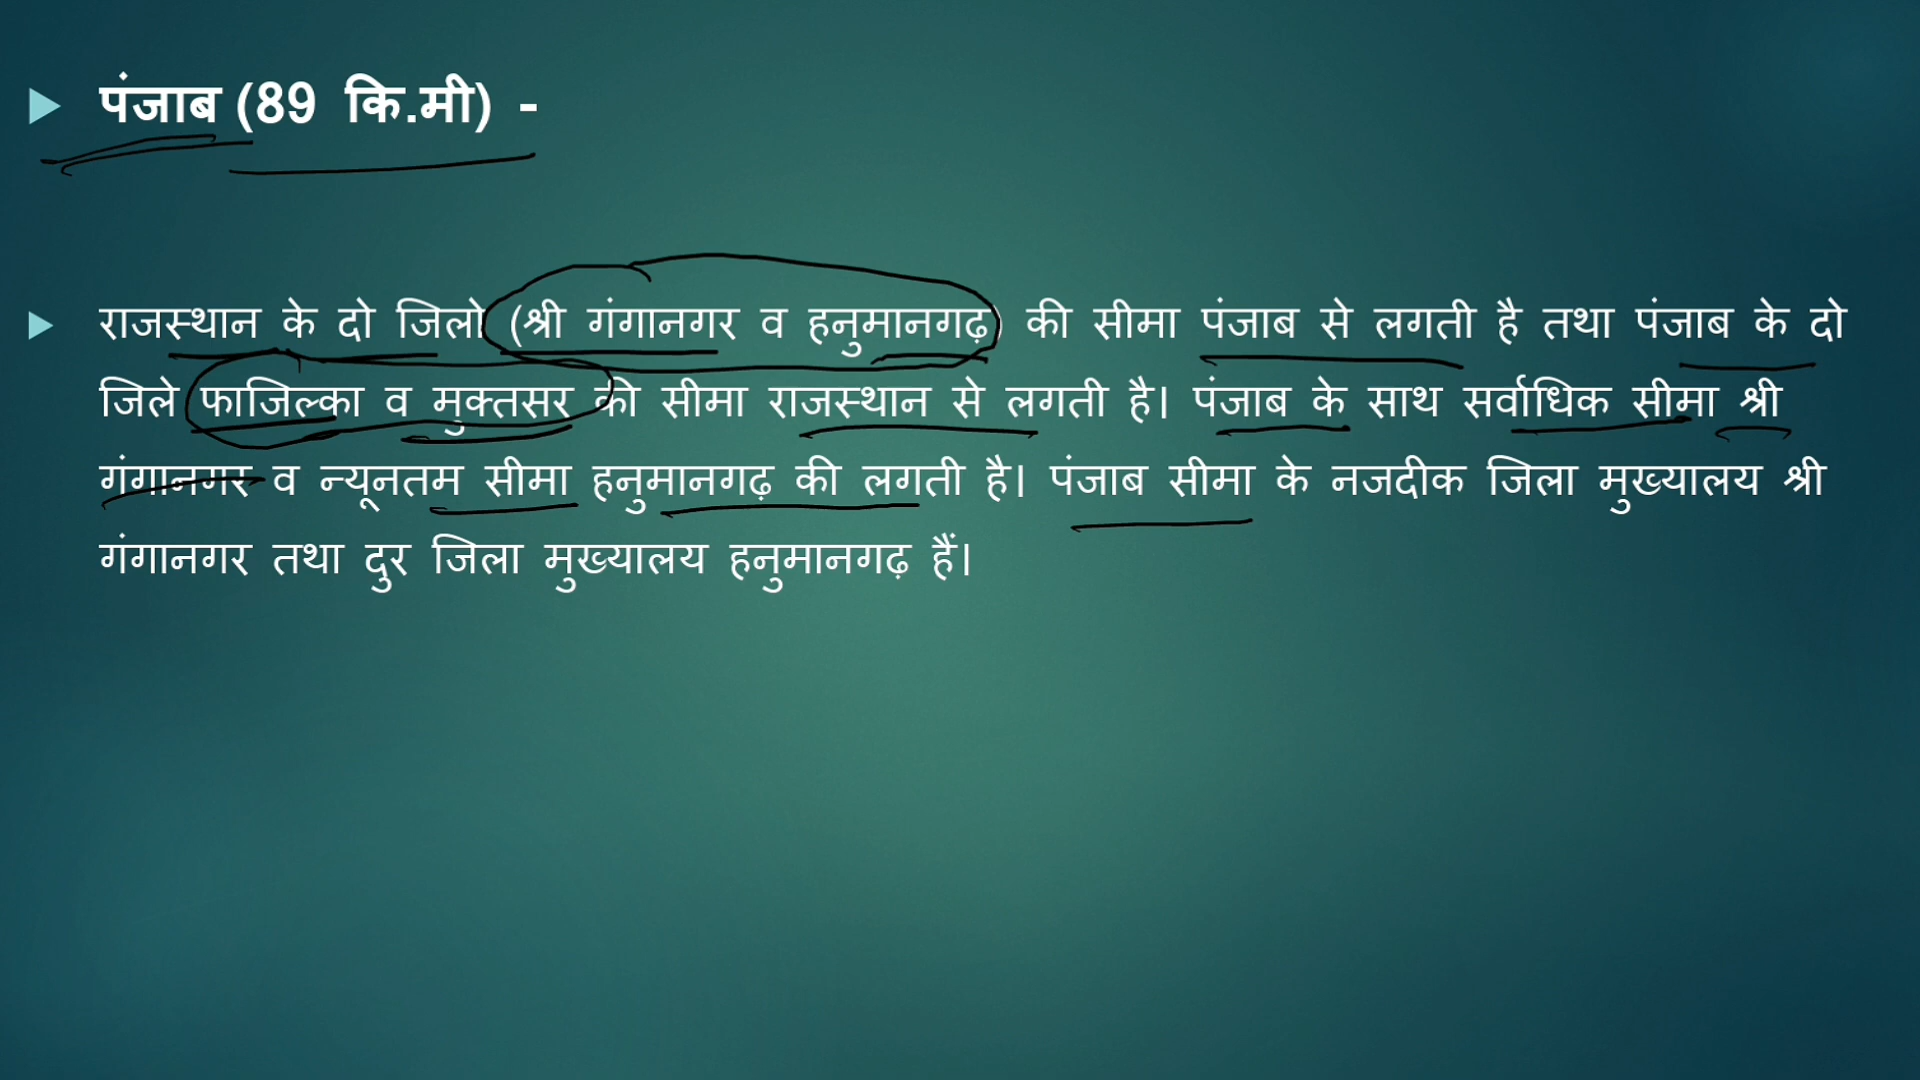 पंजाब (89 कि.मी) -
राजस्थान के दो जिलो (श्री गंगानगर व हनुमानगढ़) की सीमा पंजाब से लगती है तथा पंजाब के दो
जिले फाजिल्का व मुक्तसर की सीमा राजस्थान से लगती है। पंजाब के साथ सर्वाधिक सीमा श्री
गंगानगर व न्यूनतम सीमा हनुमानगढ़ की लगती है। पंजाब सीमा के नजदीक जिला मुख्यालय श्री
गंगानगर तथा दुर जिला मुख्यालय हनुमानगढ़ हैं।